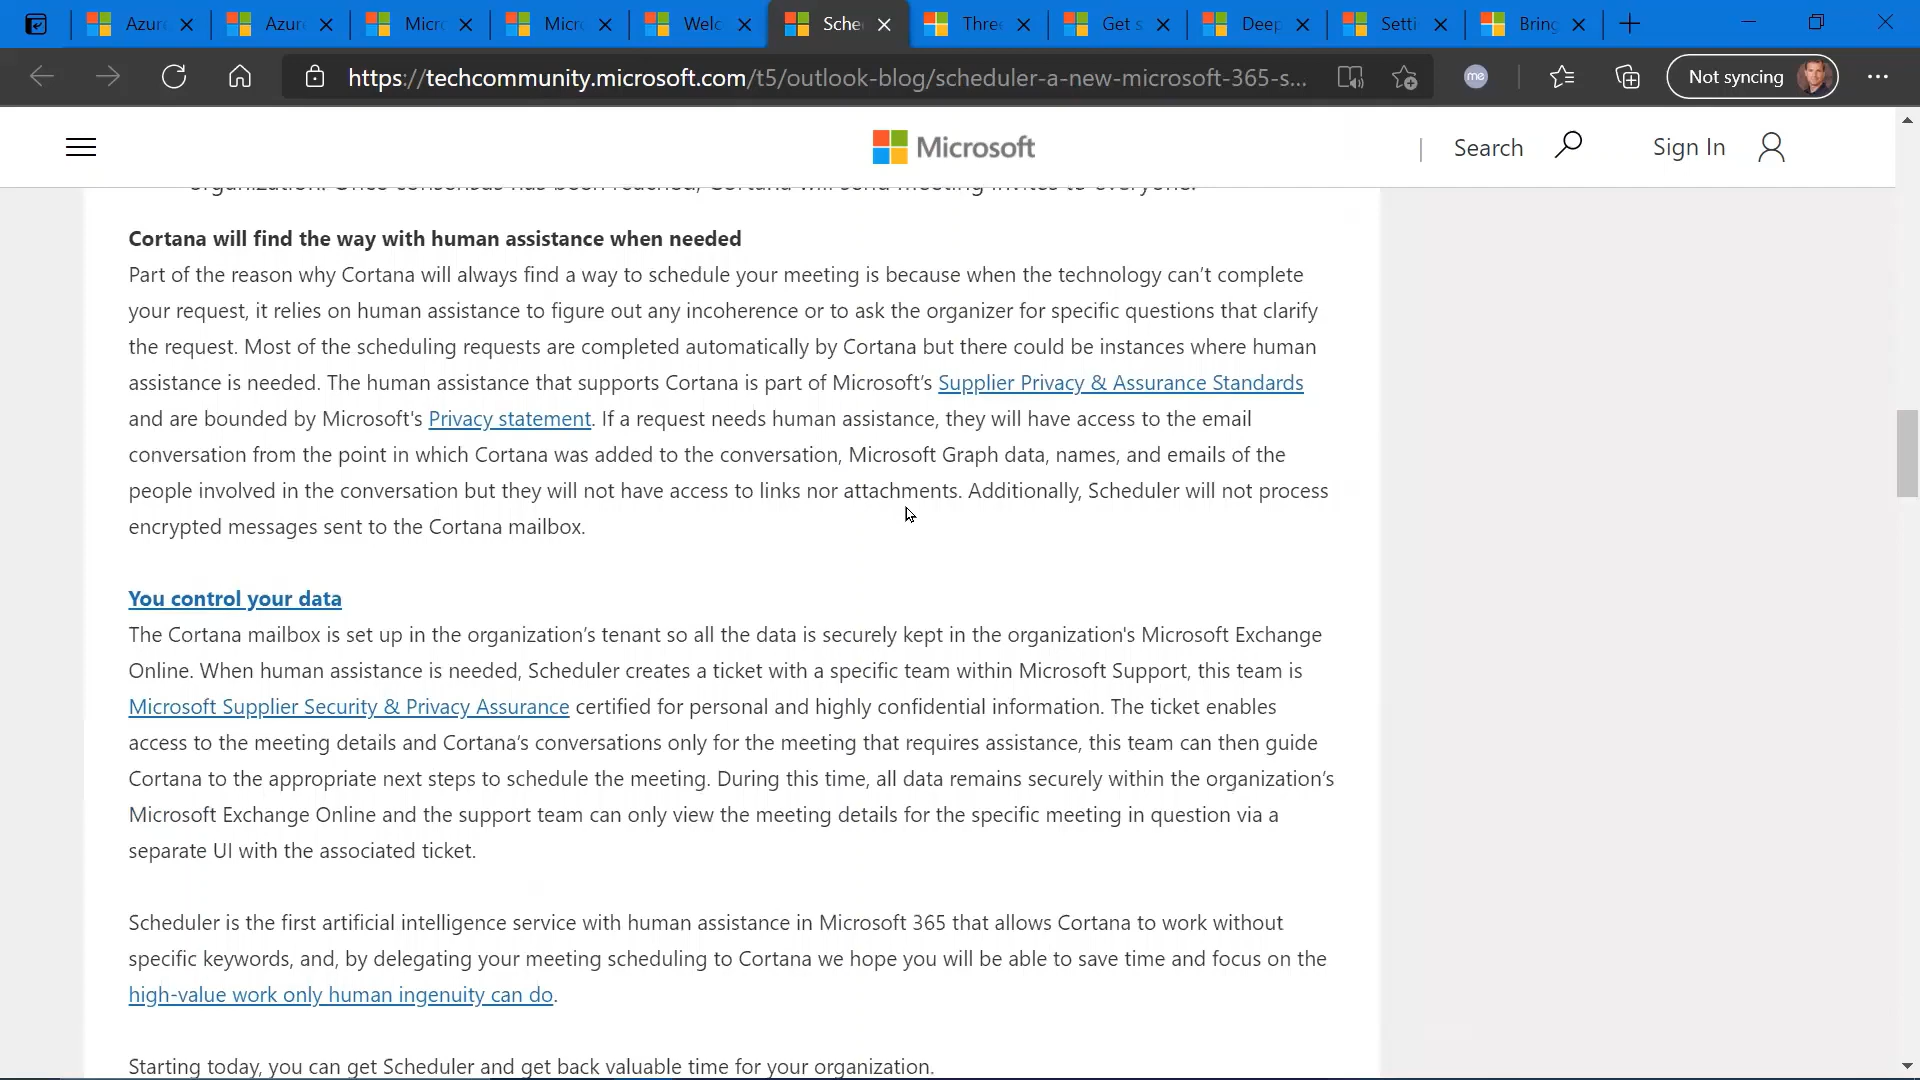 Azur
Azur
Micr
Micr
Welc
Sche
Thre
Get s
Deep
Setti
Bring
https://techcommunity.microsoft.com/t5/outlook-blog/scheduler-a-new-microsoft-365-s...
me
Not syncing
Microsoft
Search
Sign In
organization. Once consensus has been reached, Cortana will send meeting invites to everyone.
Cortana will find the way with human assistance when needed
Part of the reason why Cortana will always find a way to schedule your meeting is because when the technology can't complete
your request, it relies on human assistance to figure out any incoherence or to ask the organizer for specific questions that clarify
the request. Most of the scheduling requests are completed automatically by Cortana but there could be instances where human
assistance is needed. The human assistance that supports Cortana is part of Microsoft's Supplier Privacy & Assurance Standards
and are bounded by Microsoft's Privacy statement. If a request needs human assistance, they will have access to the email
conversation from the point in which Cortana was added to the conversation, Microsoft Graph data, names, and emails of the
people involved in the conversation but they will not have access to links nor attachments. Additionally, Scheduler will not process
encrypted messages sent to the Cortana mailbox.
You control your data
The Cortana mailbox is set up in the organization's tenant so all the data is securely kept in the organization's Microsoft Exchange
Online. When human assistance is needed, Scheduler creates a ticket with a specific team within Microsoft Support, this team is
Microsoft Supplier Security & Privacy Assurance certified for personal and highly confidential information. The ticket enables
access to the meeting details and Cortana's conversations only for the meeting that requires assistance, this team can then guide
Cortana to the appropriate next steps to schedule the meeting. During this time, all data remains securely within the organization's
Microsoft Exchange Online and the support team can only view the meeting details for the specific meeting in question via a
separate UI with the associated ticket.
Scheduler is the first artificial intelligence service with human assistance in Microsoft 365 that allows Cortana to work without
specific keywords, and, by delegating your meeting scheduling to Cortana we hope you will be able to save time and focus on the
high-value work only human ingenuity can do.
Starting today, you can get Scheduler and get back valuable time for your organization.